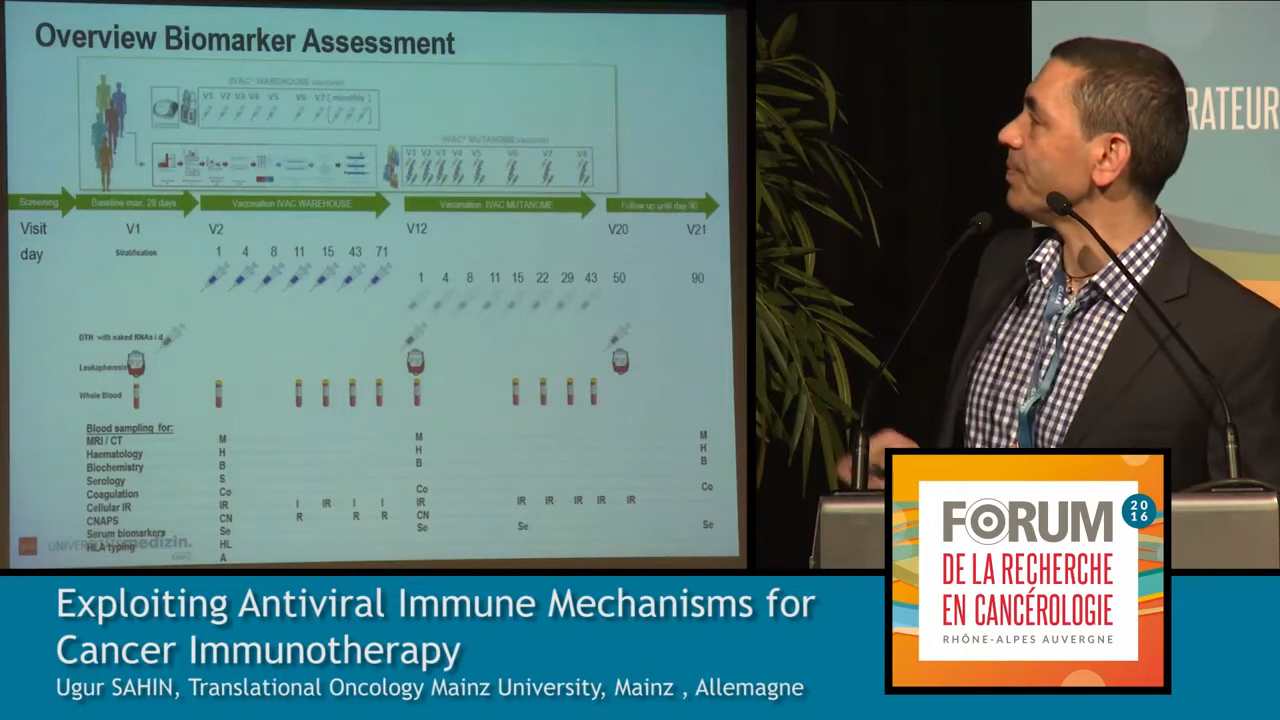 Overview Biomarker Assessment
IVAC® WAREHOUSE vaccine
V1 V2 V3 V4 V5 V6 V7 ( monthly )
IVAC® MUTANOME vaccine
V1 V2 V3 V4 V5 V6 V7 V8
Screening
Baseline max. 28 days
Vaccination IVAC WAREHOUSE
Vaccination IVAC MUTANOME
Follow up until day 90
Visit V1 V2 V12 V20 V21
day
Stratification
1 4 8 11 15 43 71
1 4 8 11 15 22 29 43 50 90
DTH with naked RNAs i.d
Leukapheresis
Whole Blood
Blood sampling for:
MRI / CT M M M
Haematology H H H
Biochemistry B B B
Serology S
Coagulation Co Co Co
Cellular IR IR I R IR I R I R IR IR IR IR IR IR
CNAPS CN CN
Serum biomarkers Se Se Se Se
HLA typing HLA
UNIVERSITÄTSmedizin.
RATEUR
FORUM
2016
DE LA RECHERCHE
EN CANCÉROLOGIE
RHÔNE-ALPES AUVERGNE
Exploiting Antiviral Immune Mechanisms for
Cancer Immunotherapy
Ugur SAHIN, Translational Oncology Mainz University, Mainz , Allemagne